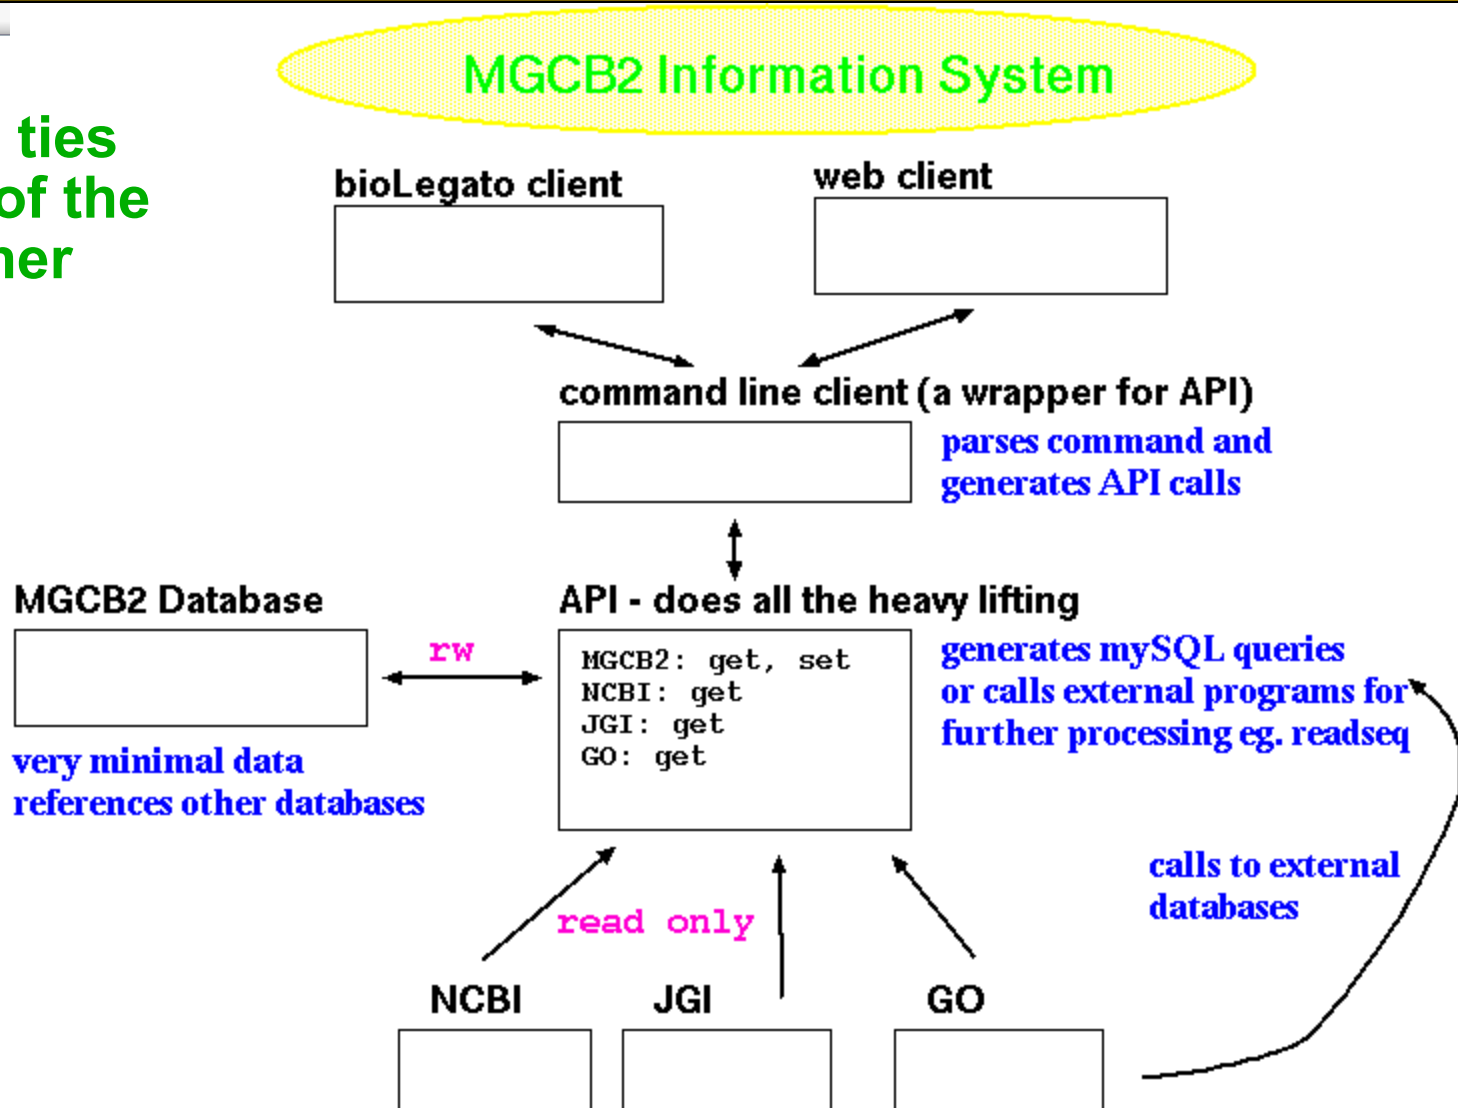 MGCB2 Information System
ties
of the
ner
bioLegato client
web client
command line client (a wrapper for API)
parses command and
generates API calls
MGCB2 Database
API - does all the heavy lifting
rw
MGCB2: get, set
NCBI: get
JGI: get
GO: get
generates mySQL queries
or calls external programs for
further processing eg. readseq
very minimal data
references other databases
calls to external
databases
read only
NCBI
JGI
GO